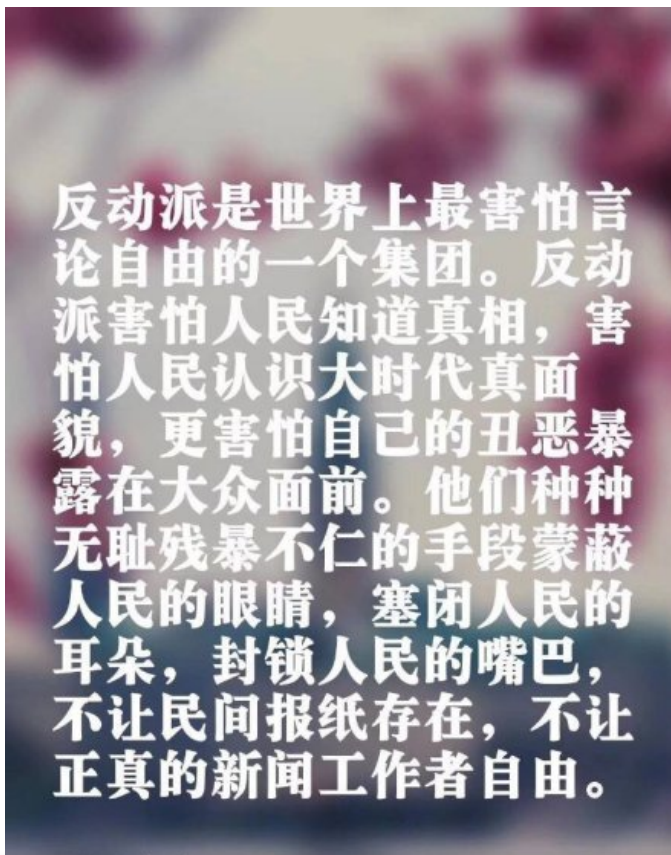 反动派是世界上最害怕言
论自由的一个集团。反动
派害怕人民知道真相，害
怕人民认识大时代真面
貌，更害怕自己的丑恶暴
露在大众面前。他们种种
无耻残暴不仁的手段蒙蔽
人民的眼睛，塞闭人民的
耳朵，封锁人民的嘴巴，
不让民间报纸存在，不让
正真的新闻工作者自由。